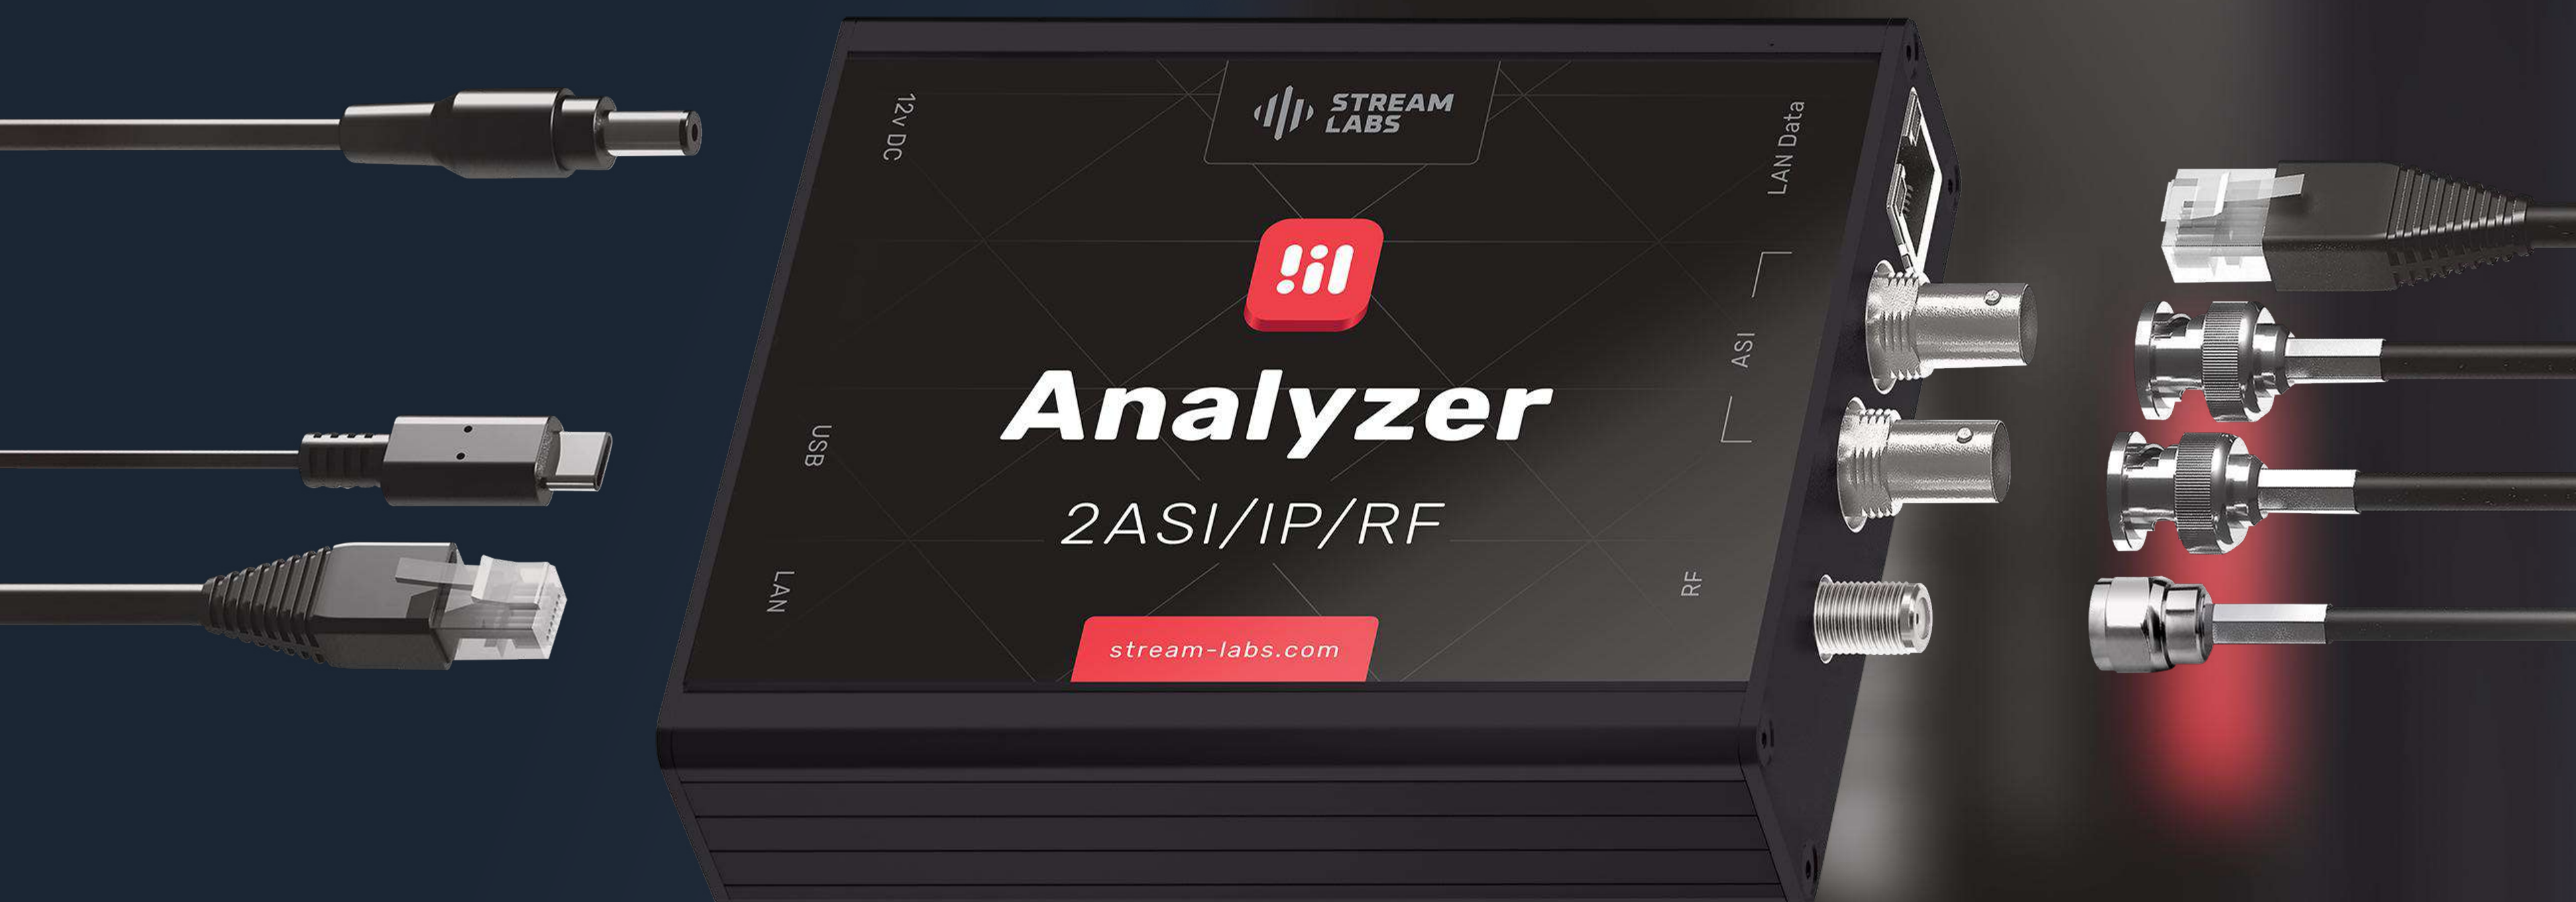 12v DC
STREAM
LABS
LAN Data
Analyzer
ASI
USB
2ASI/IP/RF
LAN
RF
stream-labs.com